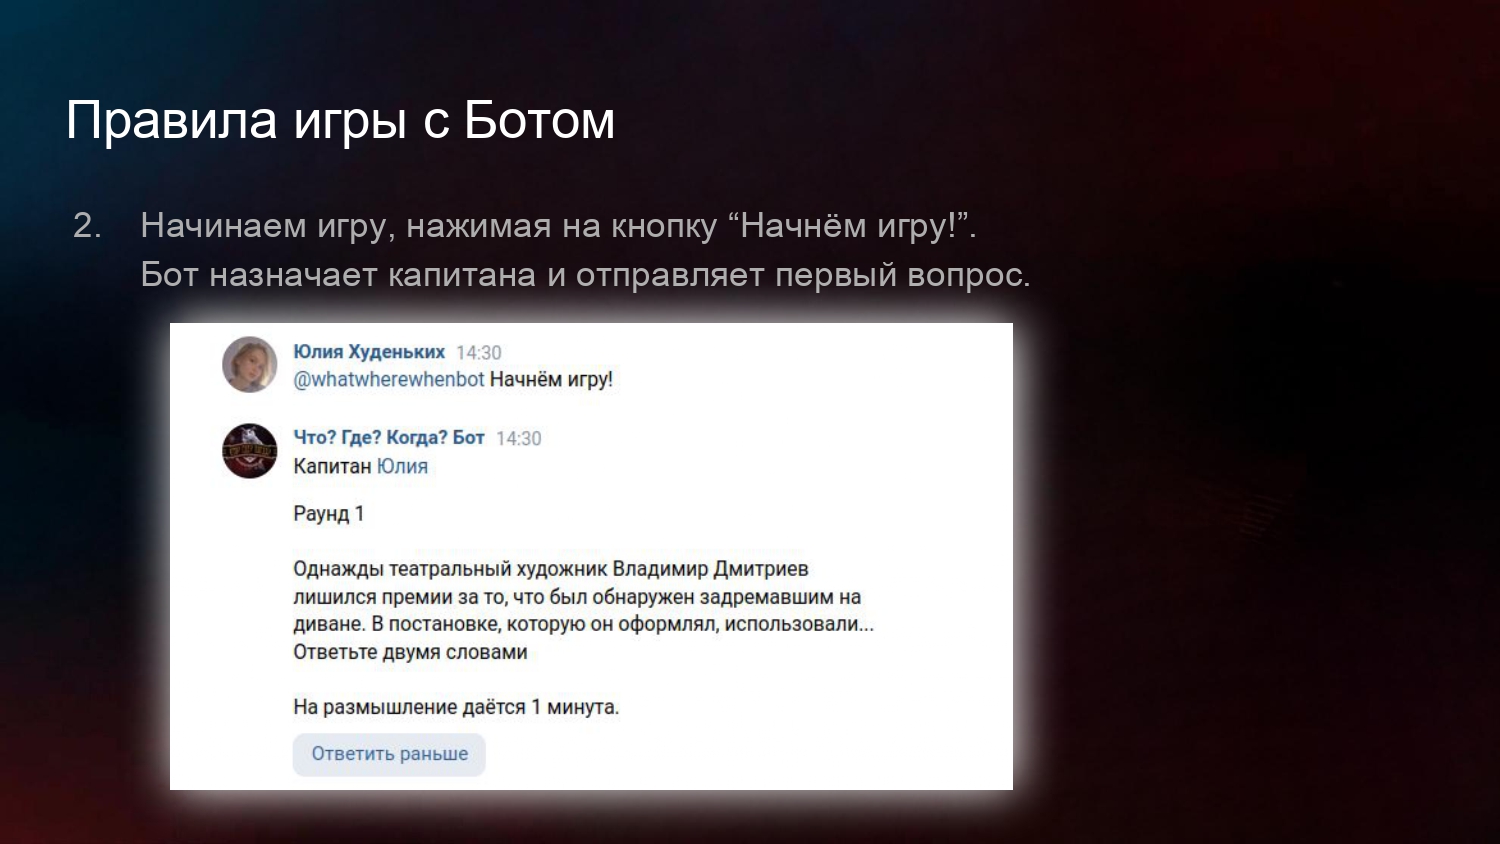 Правила игры с Ботом
2. Начинаем игру, нажимая на кнопку “Начнём игру!”.
Бот назначает капитана и отправляет первый вопрос.
Юлия Худеньких 14:30
@whatwherewhenbot Начнём игру!
Что? Где? Когда? Бот 14:30
Капитан Юлия
Раунд 1
Однажды театральный художник Владимир Дмитриев
лишился премии за то, что был обнаружен задремавшим на
диване. В постановке, которую он оформлял, использовали...
Ответьте двумя словами
На размышление даётся 1 минута.
Ответить раньше